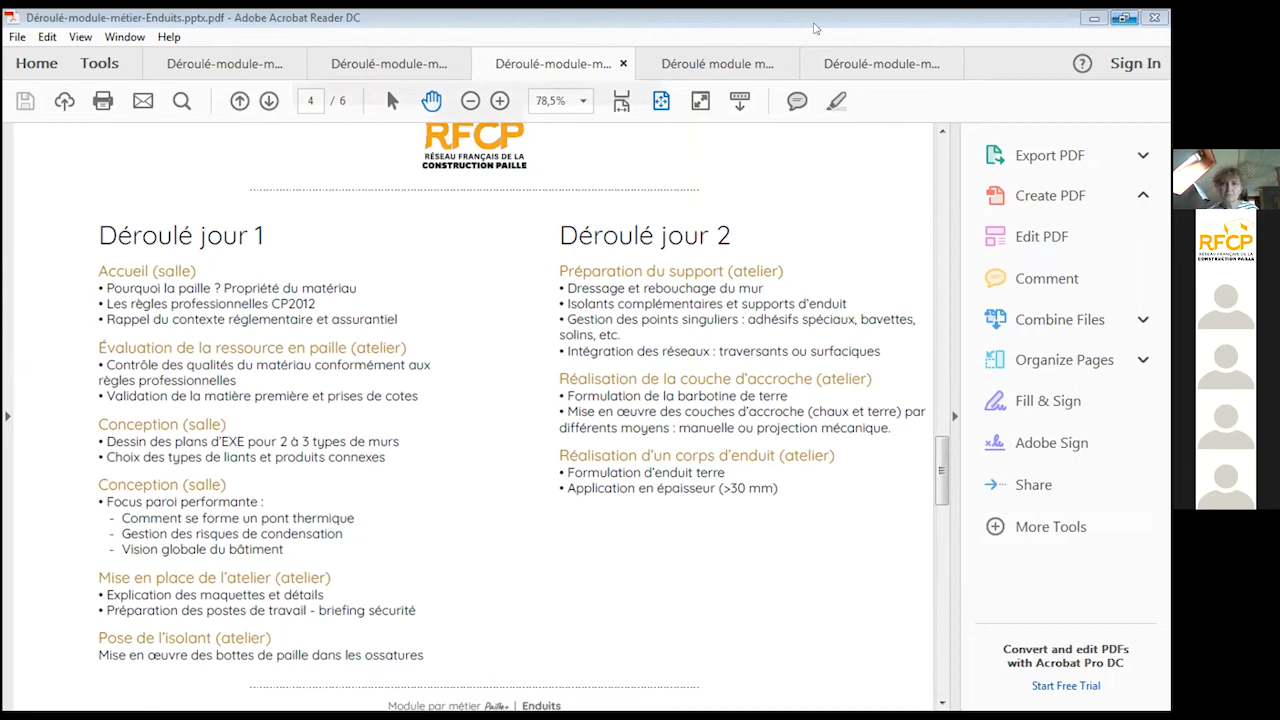 Déroulé-module-métier-Enduits.pptx.pdf - Adobe Acrobat Reader DC
File Edit View Window Help
Home Tools Déroulé-module-m... Déroulé-module-m... Déroulé-module-m... × Déroulé module m... Déroulé-module-m... Sign In
4 / 6 78,5%
RFCP
RÉSEAU FRANÇAIS DE LA
CONSTRUCTION PAILLE
Déroulé jour 1
Accueil (salle)
• Pourquoi la paille ? Propriété du matériau
• Les règles professionnelles CP2012
• Rappel du contexte réglementaire et assurantiel
Évaluation de la ressource en paille (atelier)
• Contrôle des qualités du matériau conformément aux
règles professionnelles
• Validation de la matière première et prises de cotes
Conception (salle)
• Dessin des plans d'EXE pour 2 à 3 types de murs
• Choix des types de liants et produits connexes
Conception (salle)
• Focus paroi performante :
- Comment se forme un pont thermique
- Gestion des risques de condensation
- Vision globale du bâtiment
Mise en place de l'atelier (atelier)
• Explication des maquettes et détails
• Préparation des postes de travail - briefing sécurité
Pose de l'isolant (atelier)
Mise en œuvre des bottes de paille dans les ossatures
Déroulé jour 2
Préparation du support (atelier)
• Dressage et rebouchage du mur
• Isolants complémentaires et supports d'enduit
• Gestion des points singuliers : adhésifs spéciaux, bavettes,
solins, etc.
• Intégration des réseaux : traversants ou surfaciques
Réalisation de la couche d'accroche (atelier)
• Formulation de la barbotine de terre
• Mise en œuvre des couches d'accroche (chaux et terre) par
différents moyens : manuelle ou projection mécanique.
Réalisation d'un corps d'enduit (atelier)
• Formulation d'enduit terre
• Application en épaisseur (>30 mm)
Module par métier Paille+ | Enduits
Export PDF
Create PDF
Edit PDF
Comment
Combine Files
Organize Pages
Fill & Sign
Adobe Sign
Share
More Tools
Convert and edit PDFs
with Acrobat Pro DC
Start Free Trial
RFCP
RÉSEAU FRANÇAIS DE LA
CONSTRUCTION PAILLE